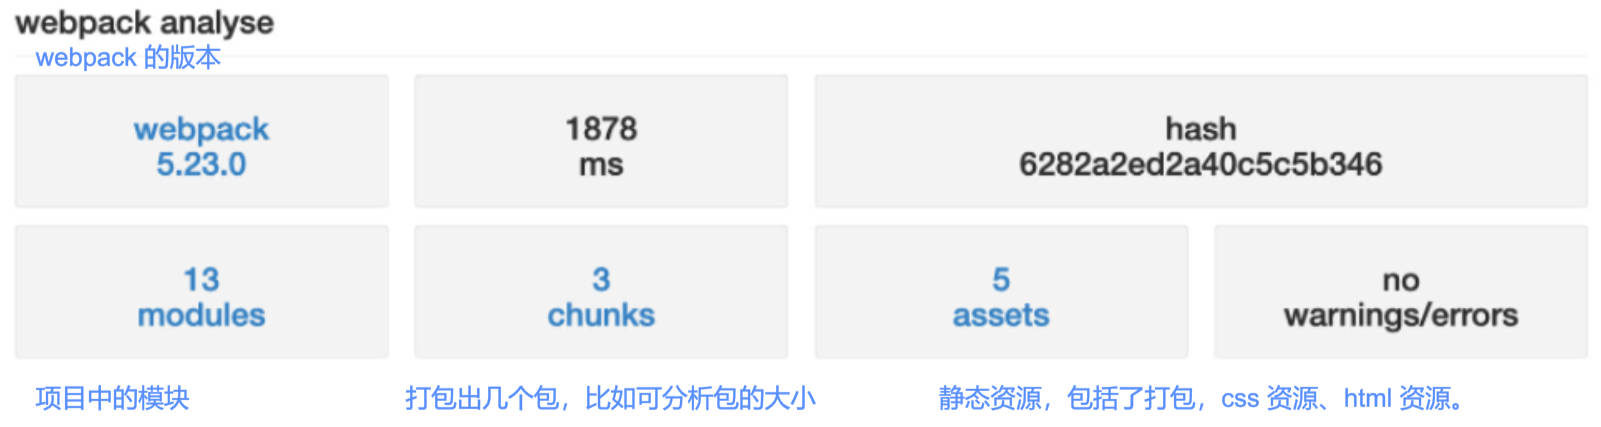 webpack analyse
webpack 的版本
webpack
5.23.0
1878
ms
hash
6282a2ed2a40c5c5b346
13
modules
3
chunks
5
assets
no
warnings/errors
项目中的模块
打包出几个包，比如可分析包的大小
静态资源，包括了打包，css 资源、html 资源。